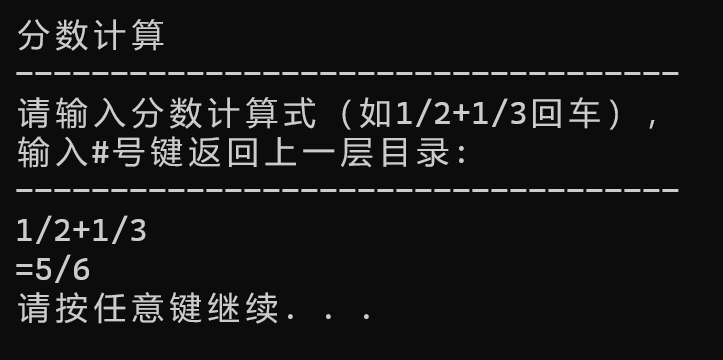 分数计算
-----------------------------------
请输入分数计算式（如1/2+1/3回车），
输入#号键返回上一层目录：
-----------------------------------
1/2+1/3
=5/6
请按任意键继续. . .